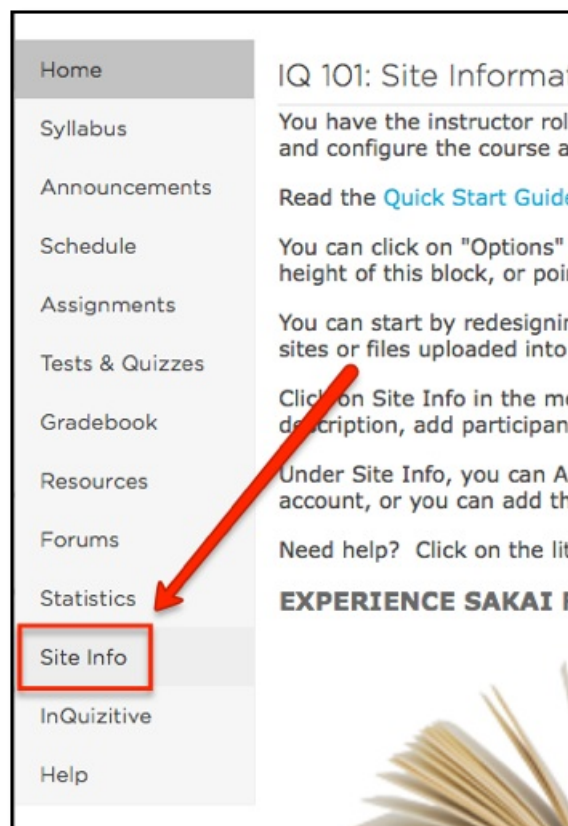 Home
Syllabus
Announcements
Schedule
Assignments
Tests & Quizzes
Gradebook
Resources
Forums
Statistics
Site Info
InQuizitive
Help
IQ 101: Site Informa
You have the instructor rol
and configure the course a
Read the Quick Start Guide
You can click on "Options"
height of this block, or poi
You can start by redesignin
sites or files uploaded into
Click on Site Info in the me
description, add participan
Under Site Info, you can A
account, or you can add th
Need help? Click on the lit
EXPERIENCE SAKAI